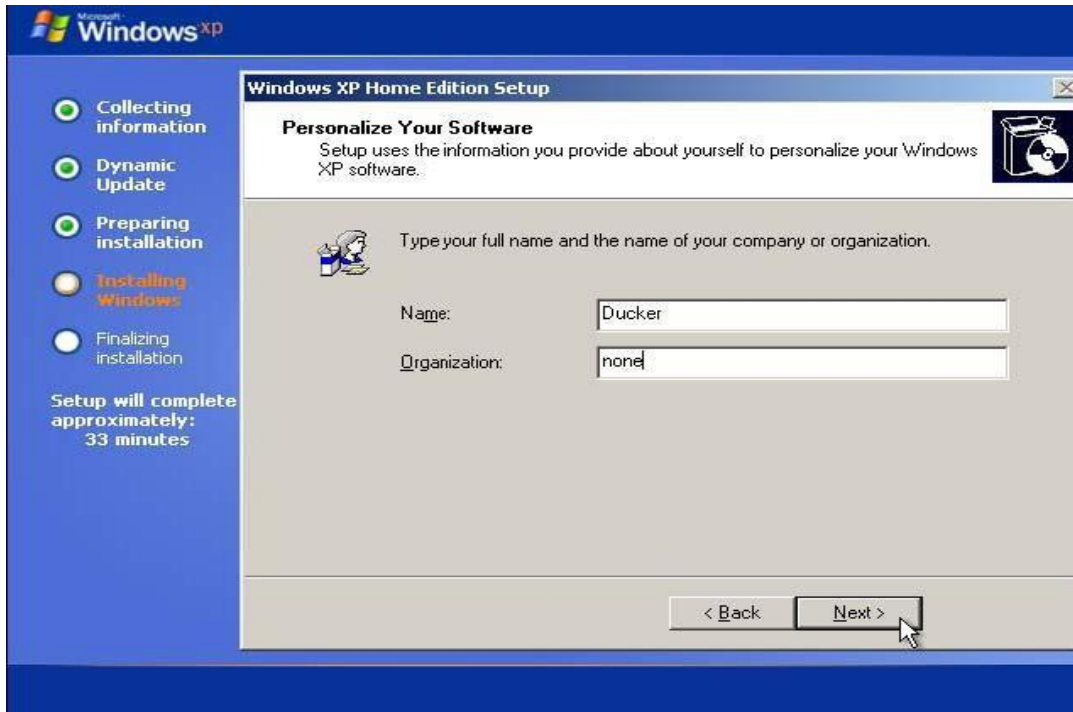 Microsoft
Windows xp
Collecting
information
Dynamic
Update
Preparing
installation
Installing
Windows
Finalizing
installation
Setup will complete
approximately:
33 minutes
Windows XP Home Edition Setup
Personalize Your Software
Setup uses the information you provide about yourself to personalize your Windows
XP software.
Type your full name and the name of your company or organization.
Name: Ducker
Organization: none
< Back Next >